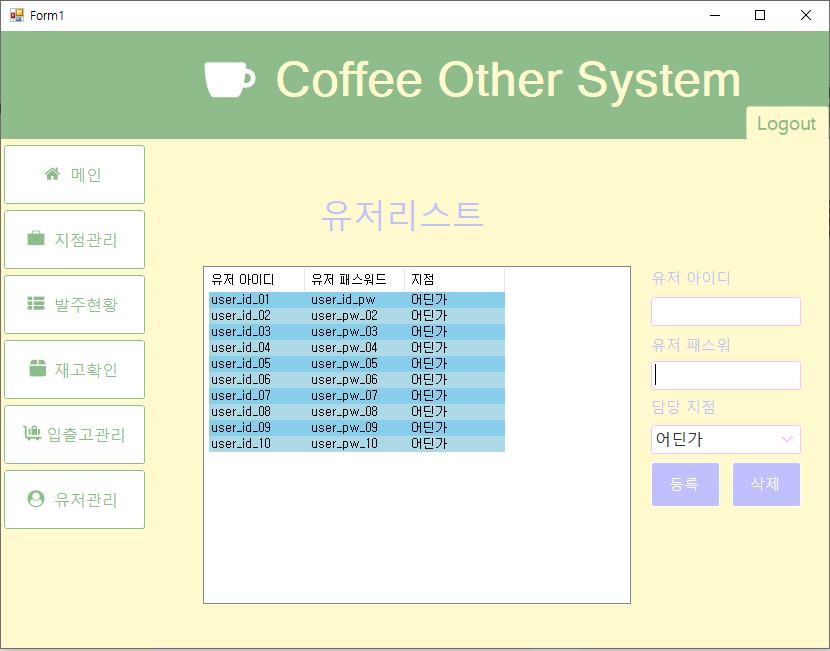 Form1
Coffee Other System
Logout
메인
지점관리
발주현황
재고확인
입출고관리
유저관리
유저리스트
유저 아이디 유저 패스워드 지점
user_id_01 user_id_pw 어딘가
user_id_02 user_pw_02 어딘가
user_id_03 user_pw_03 어딘가
user_id_04 user_pw_04 어딘가
user_id_05 user_pw_05 어딘가
user_id_06 user_pw_06 어딘가
user_id_07 user_pw_07 어딘가
user_id_08 user_pw_08 어딘가
user_id_09 user_pw_09 어딘가
user_id_10 user_pw_10 어딘가
유저 아이디
유저 패스워
담당 지점
어딘가
등록 삭제